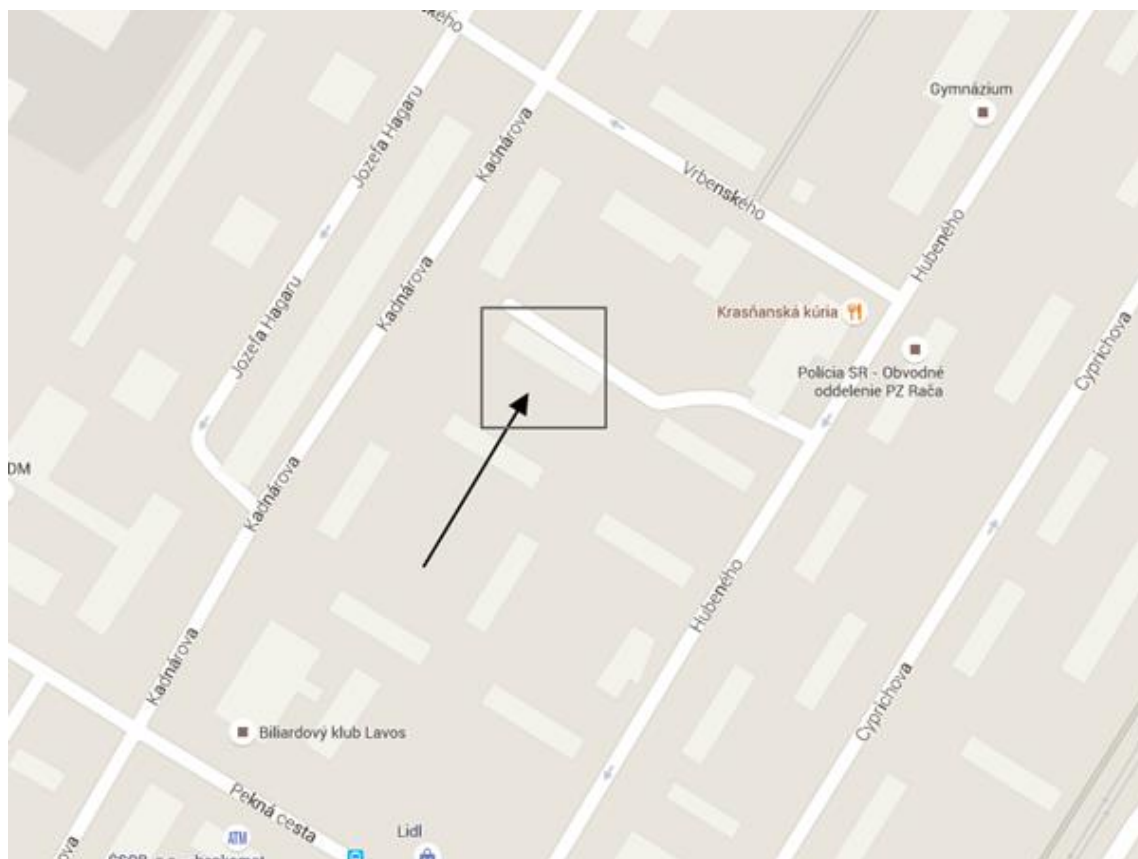 Gymnázium
Jozefa Hagaru
Kadnárova
Vrbenského
Hubeného
Kadnárova
Jozefa Hagaru
Krasňanská kúria
Cyprichova
Polícia SR - Obvodné
oddelenie PZ Rača
DM
Kadnárova
Hubeného
Kadnárova
Cyprichova
Biliardový klub Lavos
Pekná cesta
ATM
Lidl